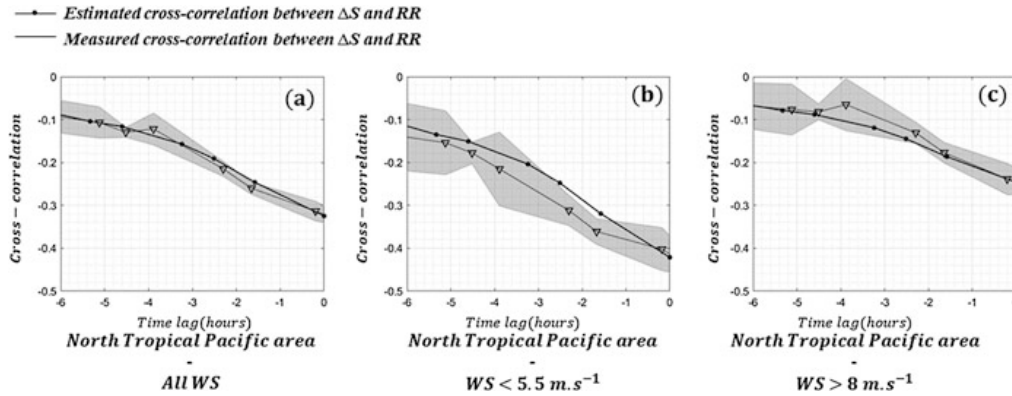 Estimated cross-correlation between ΔS and RR
Measured cross-correlation between ΔS and RR
(a)
0
-0.1
-0.2
-0.3
-0.4
-0.5
Cross - correlation
-6 -5 -4 -3 -2 -1 0
Time lag(hours)
North Tropical Pacific area
-
All WS
(b)
0
-0.1
-0.2
-0.3
-0.4
-0.5
Cross - correlation
-6 -5 -4 -3 -2 -1 0
Time lag(hours)
North Tropical Pacific area
-
WS < 5.5 m.s⁻¹
(c)
0
-0.1
-0.2
-0.3
-0.4
-0.5
Cross - correlation
-6 -5 -4 -3 -2 -1 0
Time lag(hours)
North Tropical Pacific area
-
WS > 8 m.s⁻¹